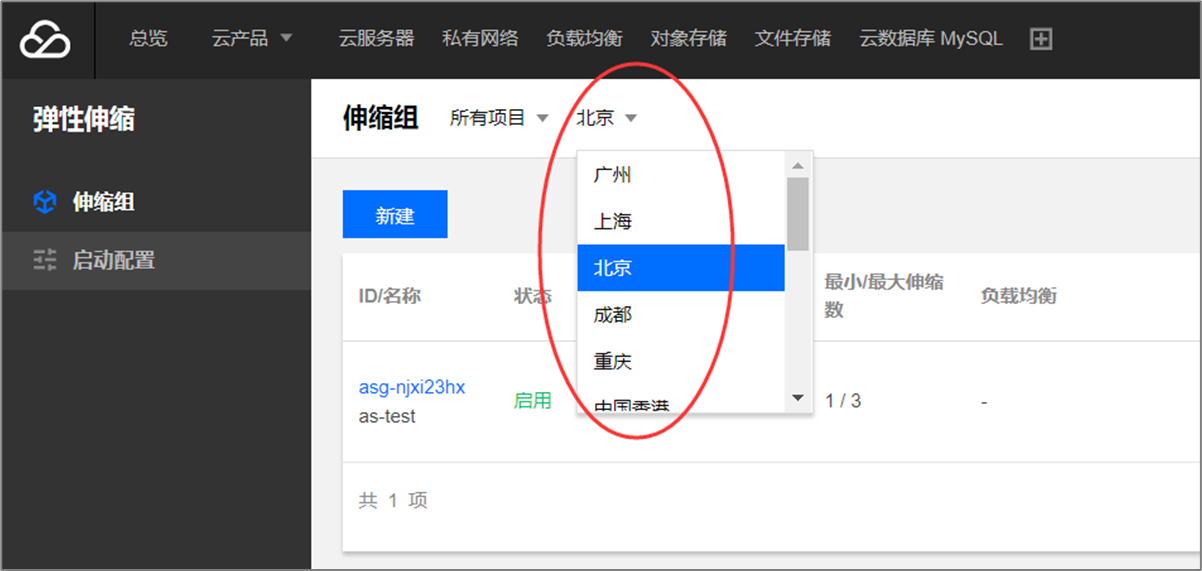 总览 云产品 云服务器 私有网络 负载均衡 对象存储 文件存储 云数据库 MySQL
弹性伸缩
伸缩组
启动配置
伸缩组 所有项目 北京
广州
上海
北京
成都
重庆
中国香港
新建
ID/名称 状态 最小/最大伸缩
数 负载均衡
asg-njxi23hx
as-test 启用 1 / 3 -
共 1 项